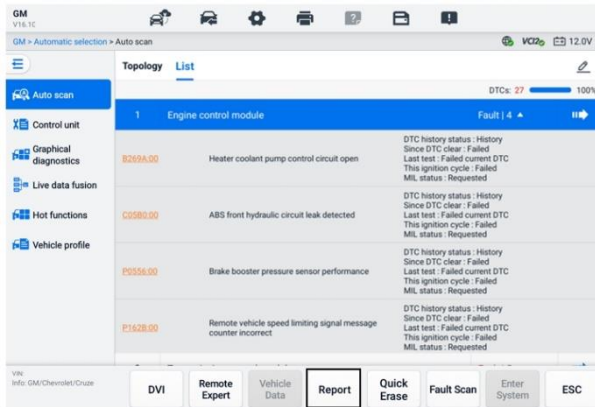 GM
V16.10
VCI2
12.0V
GM > Automatic selection > Auto scan
Topology List
DTCs: 27 100%
Auto scan
Control unit
Graphical
diagnostics
Live data fusion
Hot functions
Vehicle profile
1 Engine control module Fault | 4
B269A:00 Heater coolant pump control circuit open
DTC history status : History
Since DTC clear : Failed
Last test : Failed current DTC
This ignition cycle : Failed
MIL status : Requested
C05B0:00 ABS front hydraulic circuit leak detected
DTC history status : History
Since DTC clear : Failed
Last test : Failed current DTC
This ignition cycle : Failed
MIL status : Requested
P0556:00 Brake booster pressure sensor performance
DTC history status : History
Since DTC clear : Failed
Last test : Failed current DTC
This ignition cycle : Failed
MIL status : Requested
P162B:00 Remote vehicle speed limiting signal message
counter incorrect
DTC history status : History
Since DTC clear : Failed
Last test : Failed current DTC
This ignition cycle : Failed
MIL status : Requested
VIN:
Info: GM/Chevrolet/Cruze
DVI
Remote
Expert
Vehicle
Data
Report
Quick
Erase
Fault Scan
Enter
System
ESC